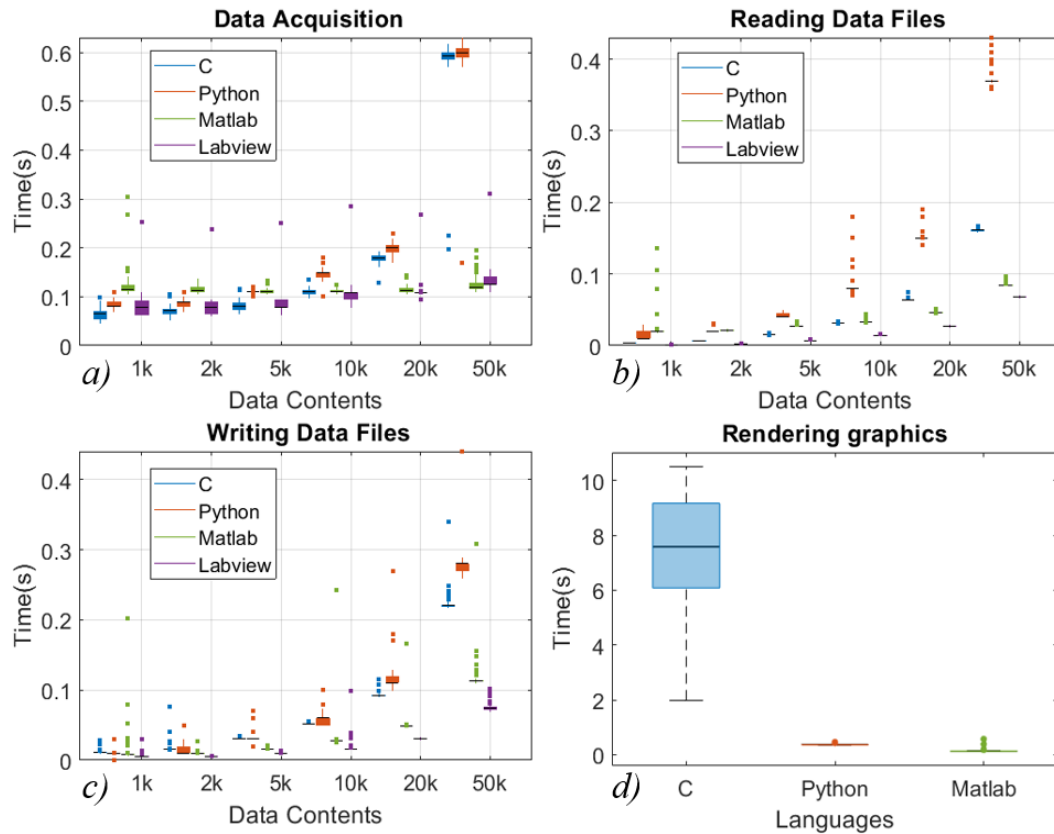 Data Acquisition
Time(s)
0.6
0.5
0.4
0.3
0.2
0.1
0
C
Python
Matlab
Labview
a)
1k 2k 5k 10k 20k 50k
Data Contents
Reading Data Files
Time(s)
0.4
0.3
0.2
0.1
0
C
Python
Matlab
Labview
b)
1k 2k 5k 10k 20k 50k
Data Contents
Writing Data Files
Time(s)
0.4
0.3
0.2
0.1
0
C
Python
Matlab
Labview
c)
1k 2k 5k 10k 20k 50k
Data Contents
Rendering graphics
Time(s)
10
8
6
4
2
0
d)
C Python Matlab
Languages